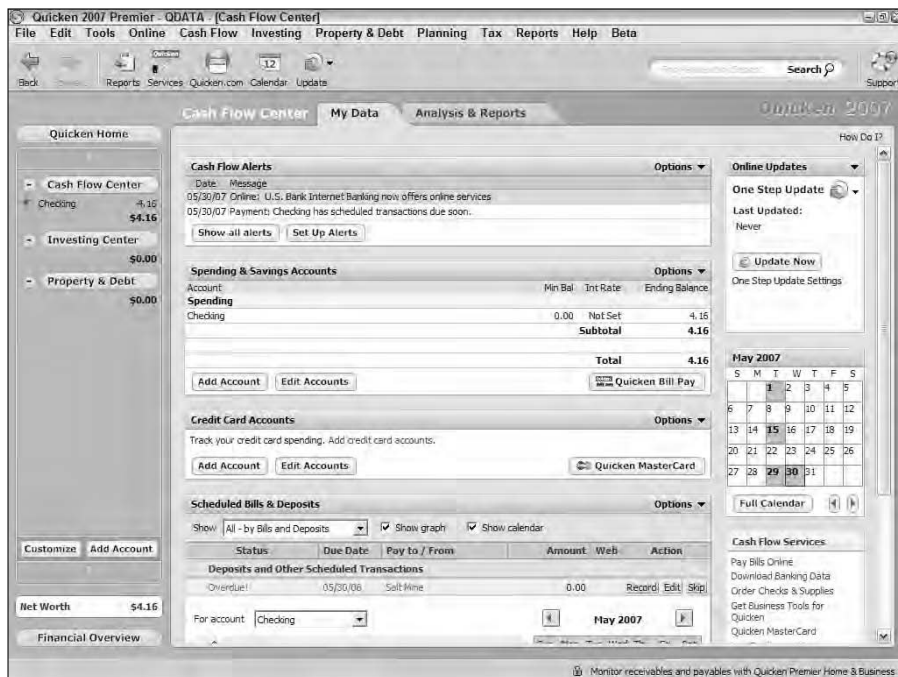 Quicken 2007 Premier - QDATA - [Cash Flow Center]
File Edit Tools Online Cash Flow Investing Property & Debt Planning Tax Reports Help Beta
Back Reports Services Quicken.com Calendar Update Search Support
12
Cash Flow Center My Data Analysis & Reports Quicken 2007
How Do I?
Quicken Home
- Cash Flow Center
Checking 4.16
$4.16
- Investing Center
$0.00
- Property & Debt
$0.00
Customize Add Account
Net Worth $4.16
Financial Overview
Cash Flow Alerts Options
Date Message
05/30/07 Online: U.S. Bank Internet Banking now offers online services
05/30/07 Payment: Checking has scheduled transactions due soon.
Show all alerts Set Up Alerts
Spending & Savings Accounts Options
Account Min Bal Int Rate Ending Balance
Spending
Checking 0.00 Not Set 4.16
Subtotal 4.16
Total 4.16
Add Account Edit Accounts Quicken Bill Pay
Credit Card Accounts Options
Track your credit card spending. Add credit card accounts.
Add Account Edit Accounts Quicken MasterCard
Scheduled Bills & Deposits Options
Show All - by Bills and Deposits Show graph Show calendar
Status Due Date Pay to / From Amount Web Action
Deposits and Other Scheduled Transactions
Overdue! 05/30/06 Salt Mine 0.00 Record Edit Skip
For account Checking May 2007
Online Updates
One Step Update
Last Updated:
Never
Update Now
One Step Update Settings
May 2007
S M T W T F S
1 2 3 4 5
6 7 8 9 10 11 12
13 14 15 16 17 18 19
20 21 22 23 24 25 26
27 28 29 30 31
Full Calendar
Cash Flow Services
Pay Bills Online
Download Banking Data
Order Checks & Supplies
Get Business Tools for
Quicken
Quicken MasterCard
Monitor receivables and payables with Quicken Premier Home & Business